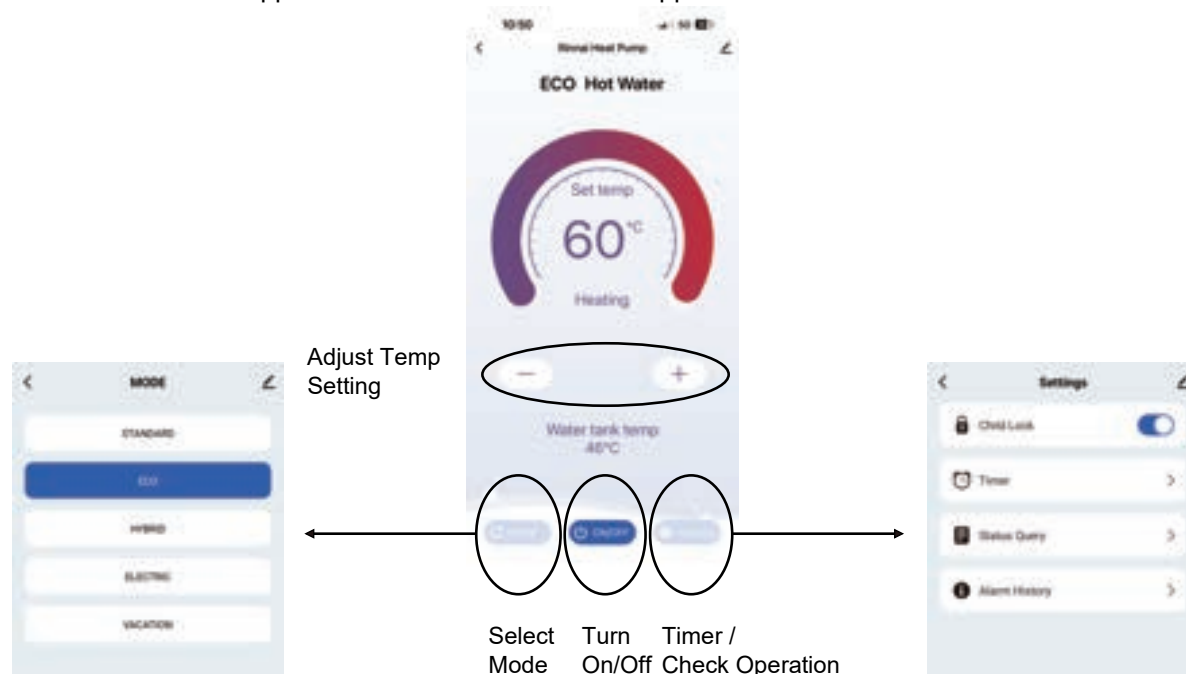 10:50
50
Rinnai Heat Pump
ECO Hot Water
Set temp
60°C
Heating
Adjust Temp
Setting
Water tank temp
46°C
ON/OFF
MODE
STANDARD
ECO
HYBRID
ELECTRIC
VACATION
Settings
Child Lock
Timer
Status Query
Alarm History
Select
Mode
Turn
On/Off
Timer /
Check Operation